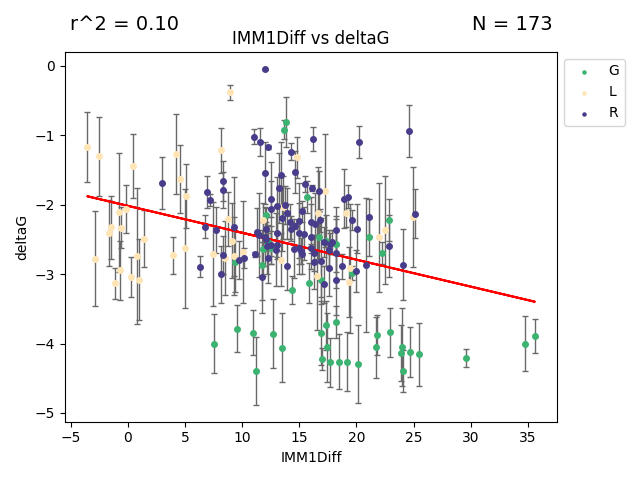 r^2 = 0.10
N = 173
IMM1Diff vs deltaG
G
L
R
deltaG
0
−1
−2
−3
−4
−5
−5 0 5 10 15 20 25 30 35
IMM1Diff